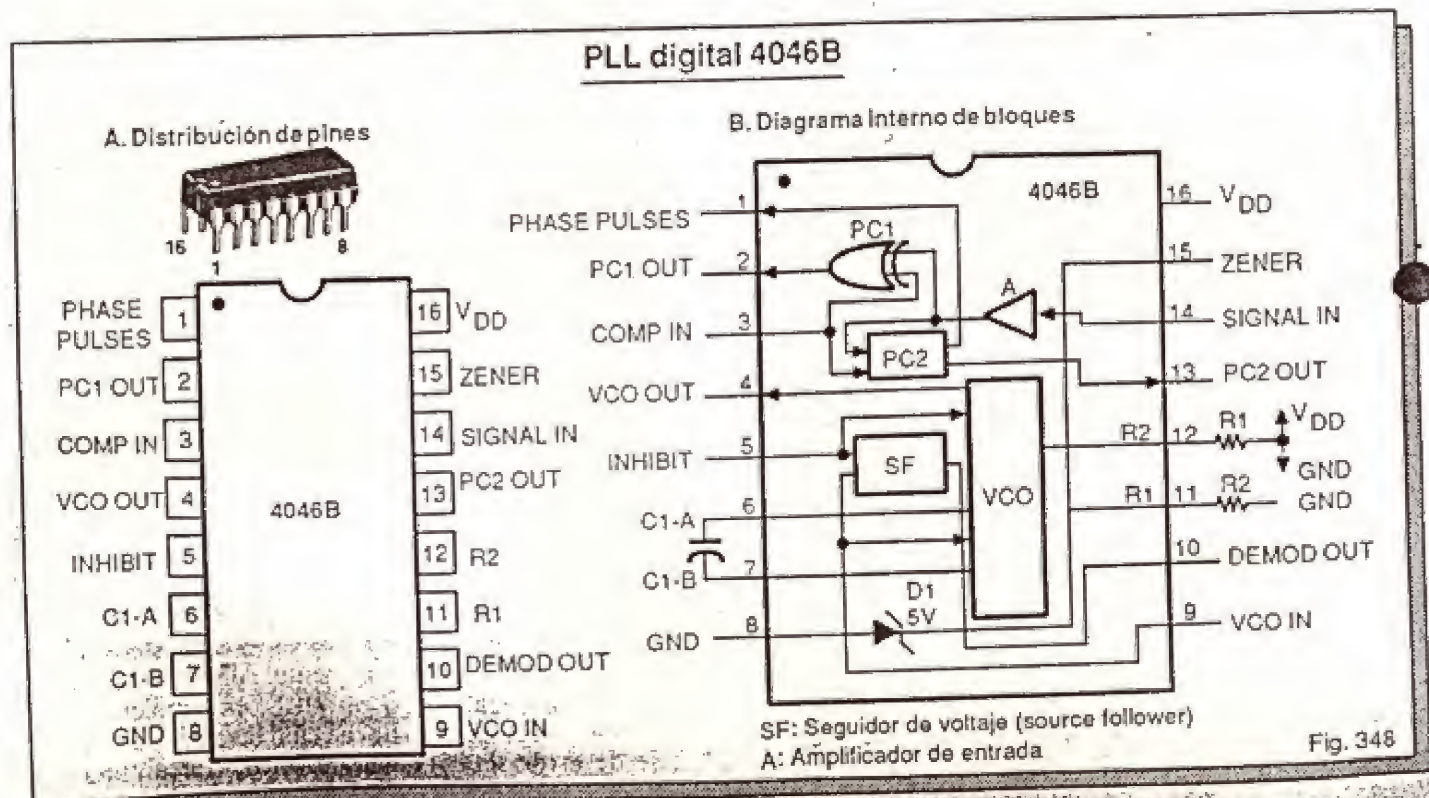 PLL digital 4046B
A. Distribución de pines
16
8
1
PHASE
PULSES
1
PC1 OUT 2
COMP IN 3
VCO OUT 4
INHIBIT 5
C1-A 6
C1-B 7
GND 8
4046B
16 VDD
15 ZENER
14 SIGNAL IN
13 PC2 OUT
12 R2
11 R1
10 DEMOD OUT
9 VCO IN
B. Diagrama interno de bloques
4046B
PHASE PULSES 1
PC1 OUT 2
COMP IN 3
VCO OUT 4
INHIBIT 5
C1-A 6
C1-B 7
GND 8
PC1
A
PC2
SF
VCO
D1
5V
16 VDD
15 ZENER
14 SIGNAL IN
13 PC2 OUT
R2 12 R1 VDD
GND
R1 11 R2 GND
10 DEMOD OUT
9 VCO IN
SF: Seguidor de voltaje (source follower)
A: Amplificador de entrada
Fig. 348